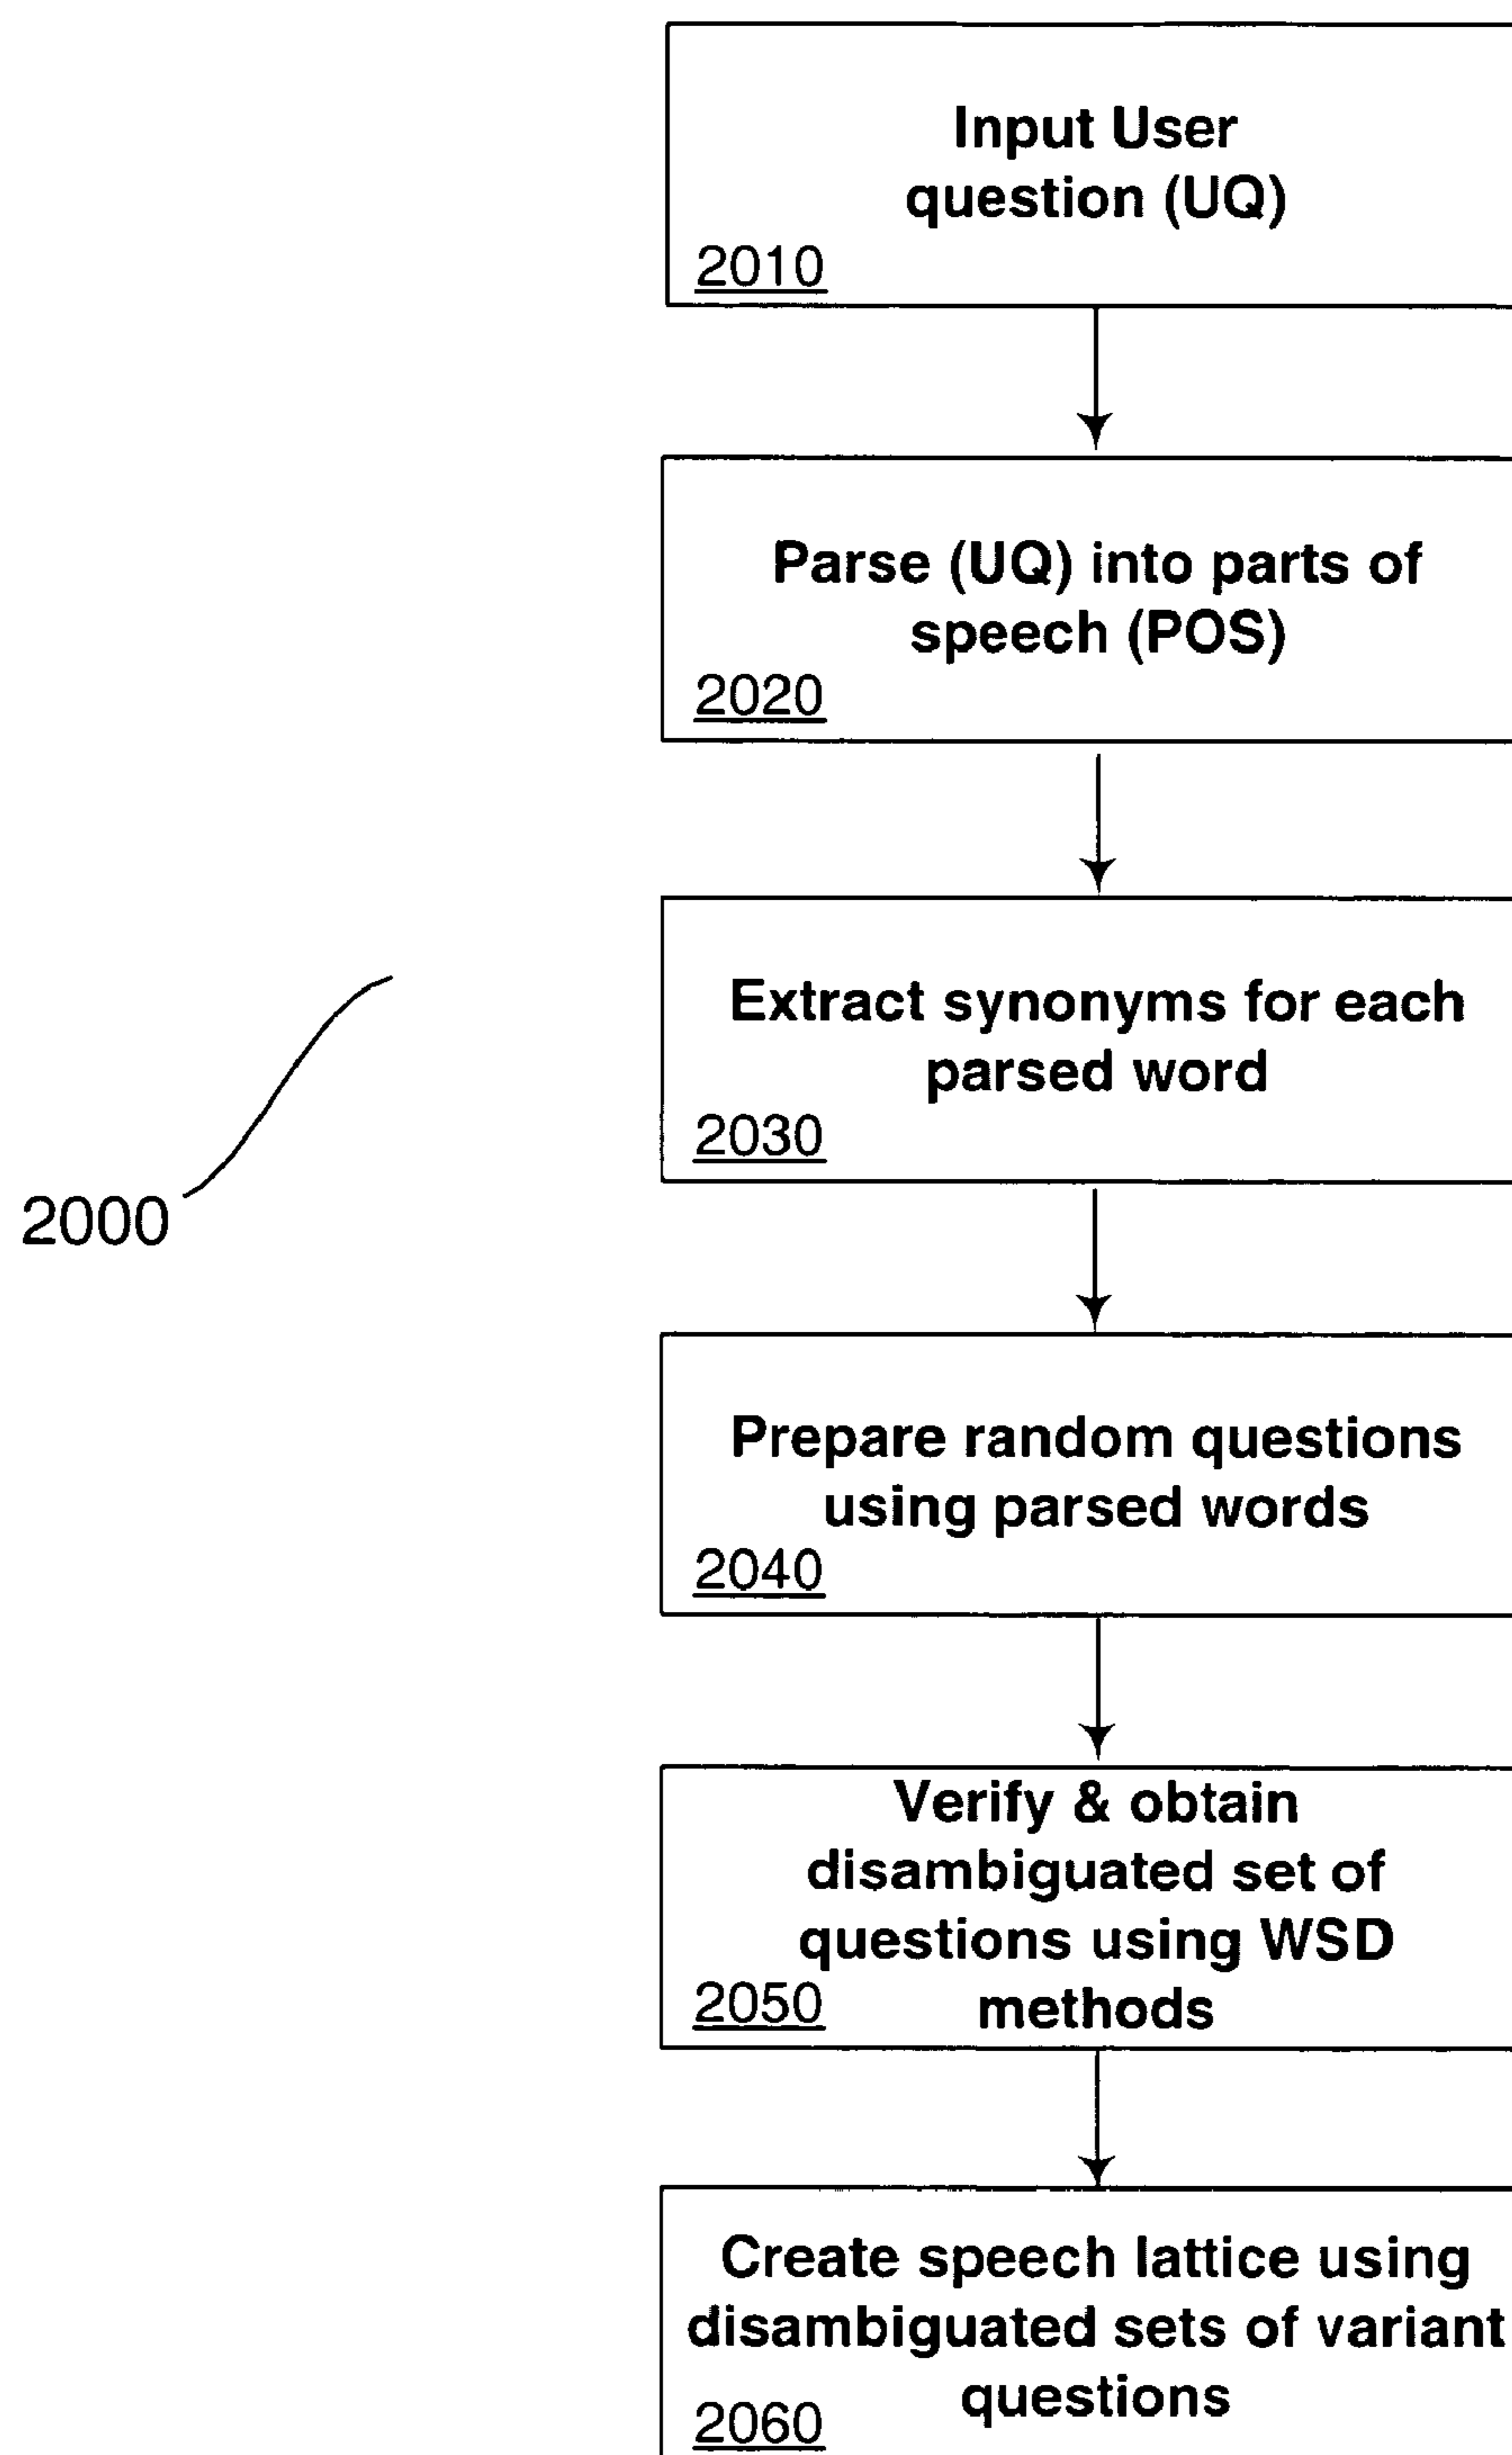 Input User
question (UQ)
2010
Parse (UQ) into parts of
speech (POS)
2020
Extract synonyms for each
parsed word
2030
2000
Prepare random questions
using parsed words
2040
Verify & obtain
disambiguated set of
questions using WSD
methods
2050
Create speech lattice using
disambiguated sets of variant
questions
2060